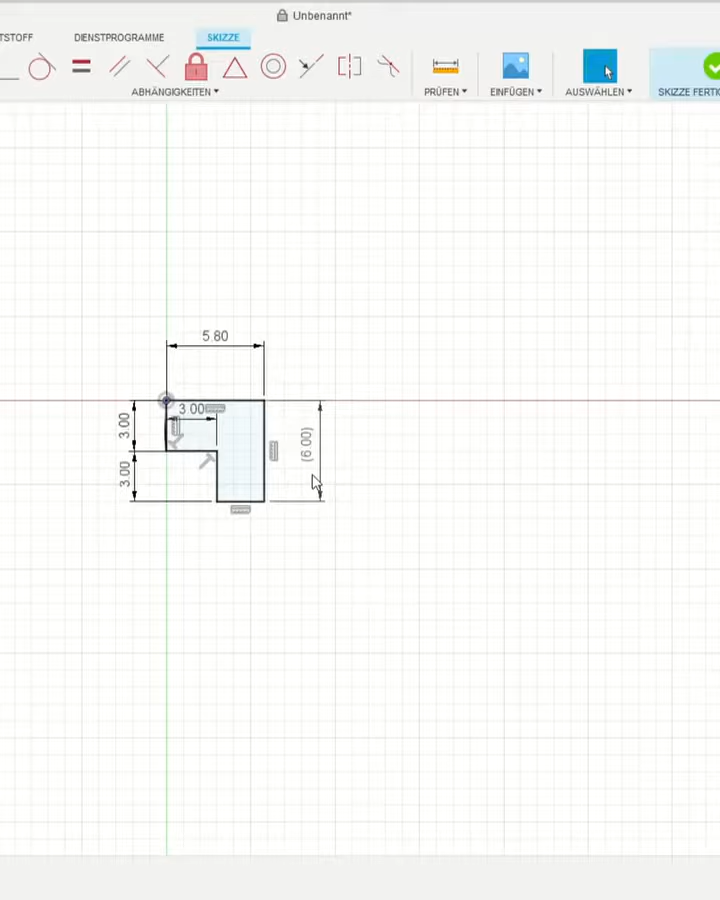 Unbenannt*
TSTOFF DIENSTPROGRAMME SKIZZE
ABHÄNGIGKEITEN PRÜFEN EINFÜGEN AUSWÄHLEN SKIZZE FERTIG
5.80
3.00
3.00
(6.00)
3.00